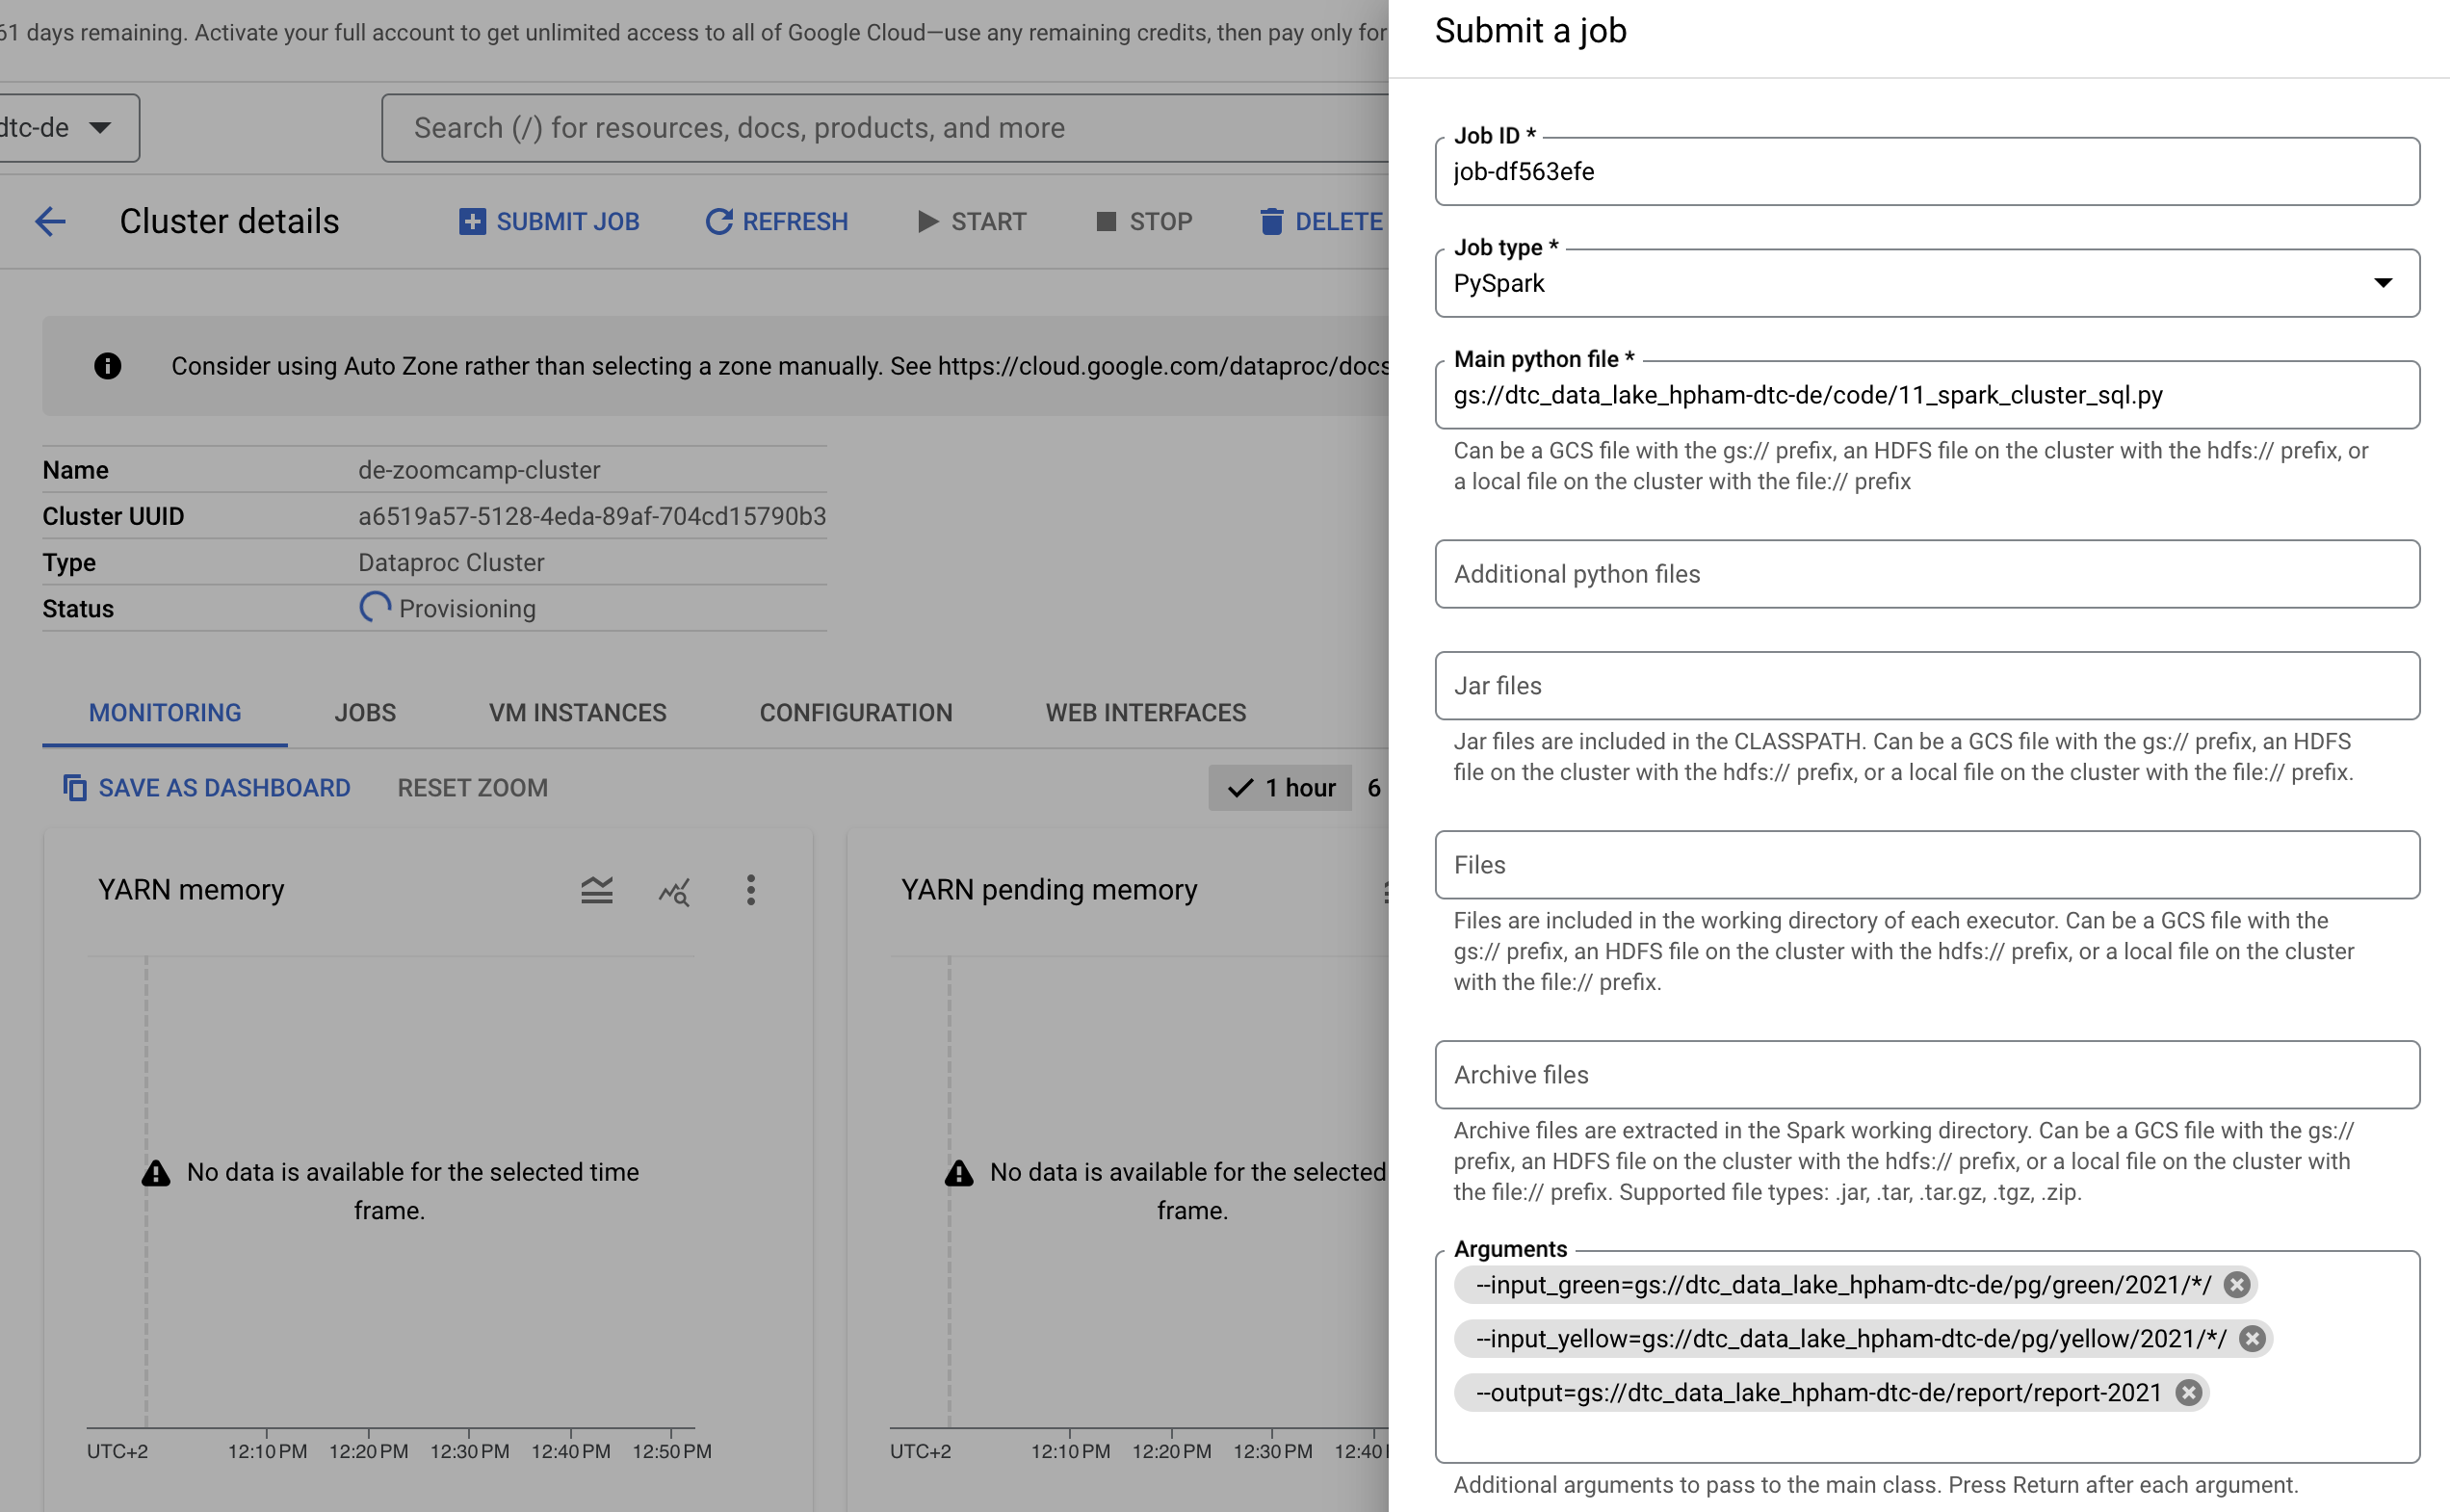 61 days remaining. Activate your full account to get unlimited access to all of Google Cloud—use any remaining credits, then pay only for
dtc-de
Search (/) for resources, docs, products, and more
Cluster details
SUBMIT JOB
REFRESH
START
STOP
DELETE
Consider using Auto Zone rather than selecting a zone manually. See https://cloud.google.com/dataproc/docs
Name de-zoomcamp-cluster
Cluster UUID a6519a57-5128-4eda-89af-704cd15790b3
Type Dataproc Cluster
Status Provisioning
MONITORING
JOBS
VM INSTANCES
CONFIGURATION
WEB INTERFACES
SAVE AS DASHBOARD
RESET ZOOM
1 hour
6
YARN memory
No data is available for the selected time
frame.
UTC+2 12:10 PM 12:20 PM 12:30 PM 12:40 PM 12:50 PM
YARN pending memory
No data is available for the selected
frame.
UTC+2 12:10 PM 12:20 PM 12:30 PM 12:40
Submit a job
Job ID *
job-df563efe
Job type *
PySpark
Main python file *
gs://dtc_data_lake_hpham-dtc-de/code/11_spark_cluster_sql.py
Can be a GCS file with the gs:// prefix, an HDFS file on the cluster with the hdfs:// prefix, or
a local file on the cluster with the file:// prefix
Additional python files
Jar files
Jar files are included in the CLASSPATH. Can be a GCS file with the gs:// prefix, an HDFS
file on the cluster with the hdfs:// prefix, or a local file on the cluster with the file:// prefix.
Files
Files are included in the working directory of each executor. Can be a GCS file with the
gs:// prefix, an HDFS file on the cluster with the hdfs:// prefix, or a local file on the cluster
with the file:// prefix.
Archive files
Archive files are extracted in the Spark working directory. Can be a GCS file with the gs://
prefix, an HDFS file on the cluster with the hdfs:// prefix, or a local file on the cluster with
the file:// prefix. Supported file types: .jar, .tar, .tar.gz, .tgz, .zip.
Arguments
--input_green=gs://dtc_data_lake_hpham-dtc-de/pg/green/2021/*/
--input_yellow=gs://dtc_data_lake_hpham-dtc-de/pg/yellow/2021/*/
--output=gs://dtc_data_lake_hpham-dtc-de/report/report-2021
Additional arguments to pass to the main class. Press Return after each argument.